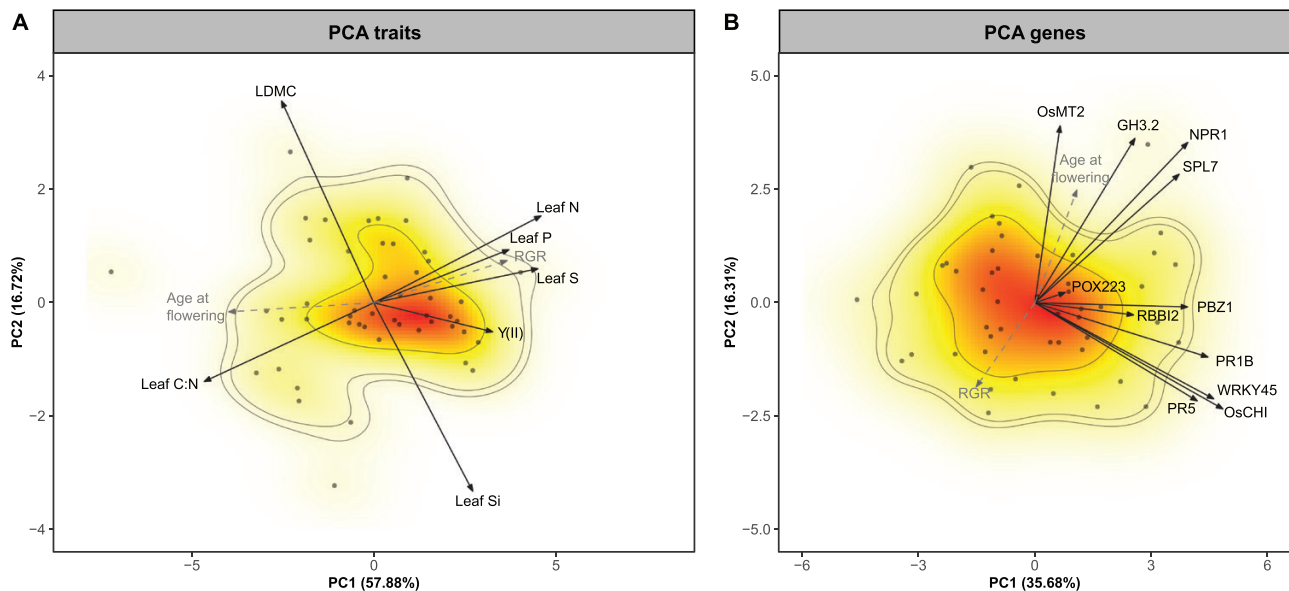 A
PCA traits
4
2
0
−2
−4
PC2 (16.72%)
LDMC
Leaf N
Leaf P
RGR
Leaf S
Age at
flowering
Y(II)
Leaf C:N
Leaf Si
−5
0
5
PC1 (57.88%)
B
PCA genes
5.0
2.5
0.0
−2.5
−5.0
PC2 (16.31%)
OsMT2
GH3.2
NPR1
SPL7
Age at
flowering
POX223
RBBI2
PBZ1
PR1B
RGR
WRKY45
PR5
OsCHI
−6
−3
0
3
6
PC1 (35.68%)